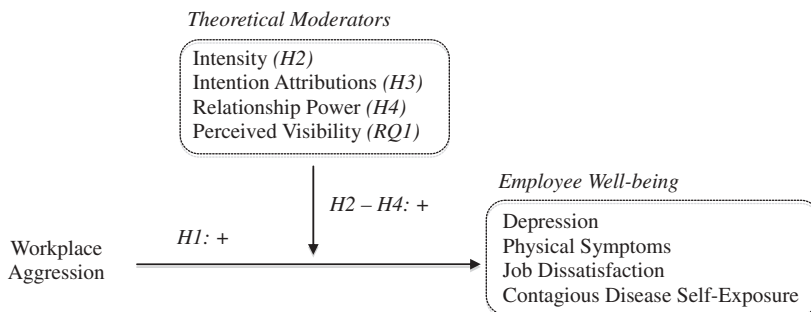 Theoretical Moderators
Intensity (H2)
Intention Attributions (H3)
Relationship Power (H4)
Perceived Visibility (RQ1)
H2 – H4: +
Employee Well-being
H1: +
Workplace
Aggression
Depression
Physical Symptoms
Job Dissatisfaction
Contagious Disease Self-Exposure